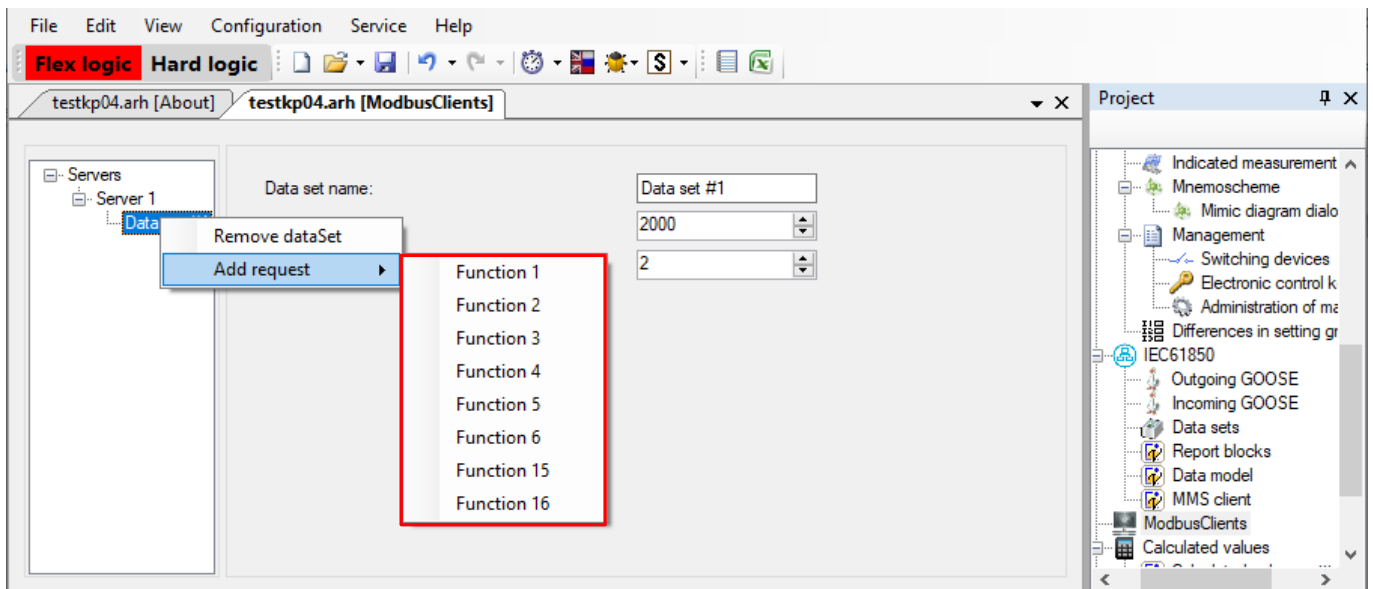 File Edit View Configuration Service Help
Flex logic Hard logic S
testkp04.arh [About] testkp04.arh [ModbusClients]
Servers
Server 1
Data
Remove dataSet
Add request
Function 1
Function 2
Function 3
Function 4
Function 5
Function 6
Function 15
Function 16
Data set name: Data set #1
2000
2
Project
Indicated measurement
Mnemoscheme
Mimic diagram dialo
Management
Switching devices
Electronic control k
Administration of ma
Differences in setting gr
IEC61850
Outgoing GOOSE
Incoming GOOSE
Data sets
Report blocks
Data model
MMS client
ModbusClients
Calculated values